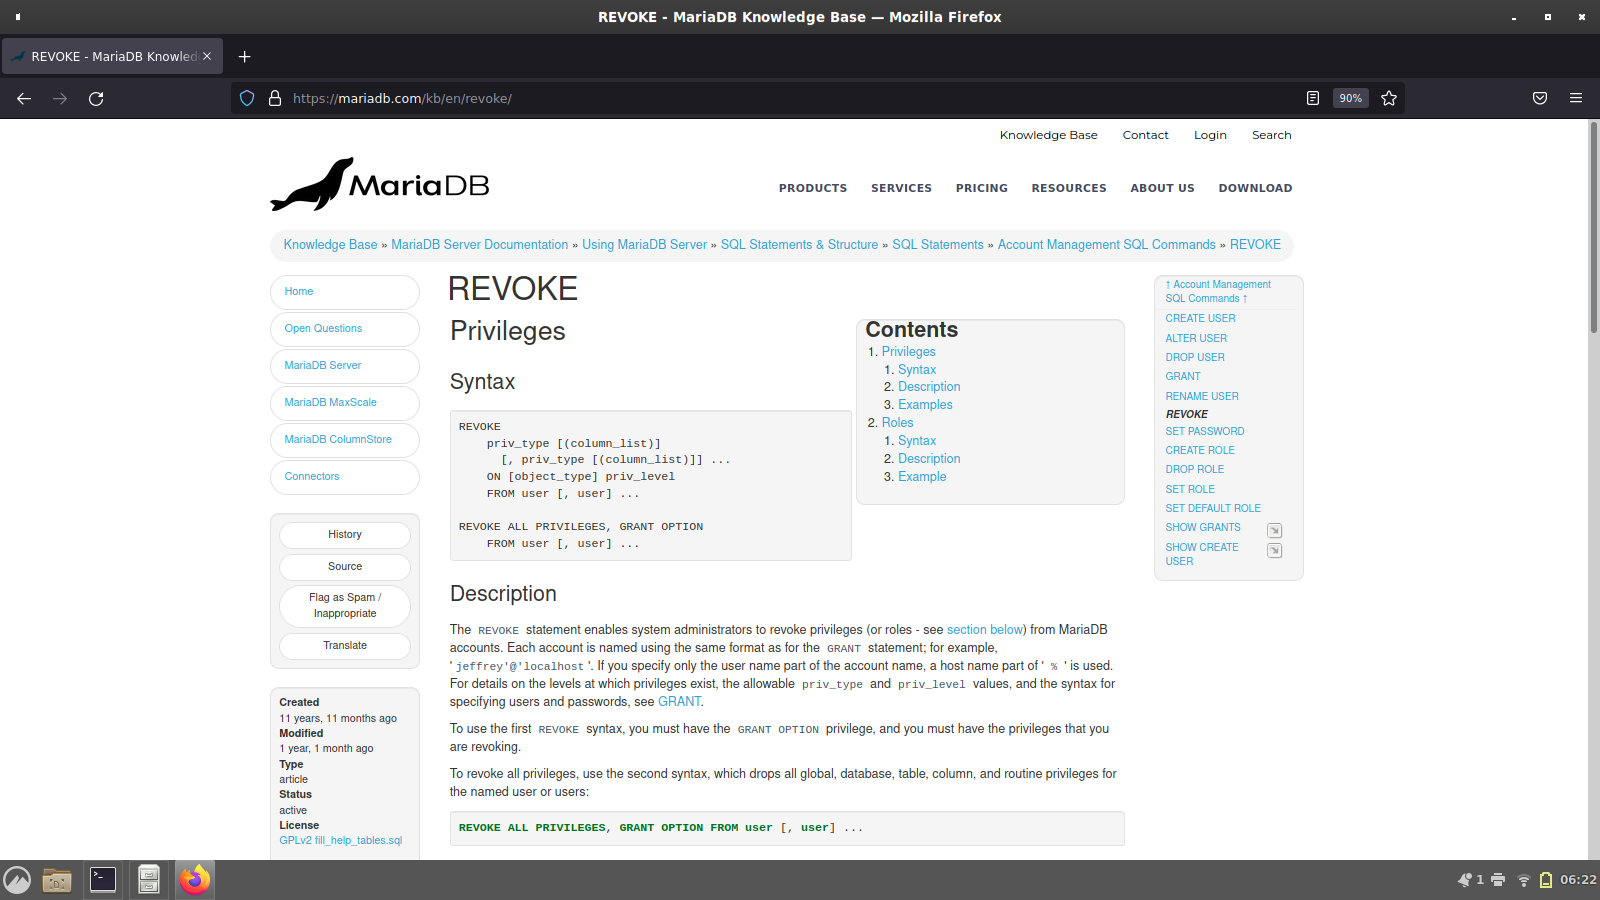 REVOKE - MariaDB Knowledge Base — Mozilla Firefox
REVOKE - MariaDB Knowled
https://mariadb.com/kb/en/revoke/
90%
Knowledge Base Contact Login Search
MariaDB
PRODUCTS SERVICES PRICING RESOURCES ABOUT US DOWNLOAD
Knowledge Base » MariaDB Server Documentation » Using MariaDB Server » SQL Statements & Structure » SQL Statements » Account Management SQL Commands » REVOKE
Home
Open Questions
MariaDB Server
MariaDB MaxScale
MariaDB ColumnStore
Connectors
History
Source
Flag as Spam /
Inappropriate
Translate
Created
11 years, 11 months ago
Modified
1 year, 1 month ago
Type
article
Status
active
License
GPLv2 fill_help_tables.sql
REVOKE
Privileges
Syntax
REVOKE
priv_type [(column_list)]
[, priv_type [(column_list)]] ...
ON [object_type] priv_level
FROM user [, user] ...
REVOKE ALL PRIVILEGES, GRANT OPTION
FROM user [, user] ...
Contents
1. Privileges
1. Syntax
2. Description
3. Examples
2. Roles
1. Syntax
2. Description
3. Example
Description
The REVOKE statement enables system administrators to revoke privileges (or roles - see section below) from MariaDB
accounts. Each account is named using the same format as for the GRANT statement; for example,
'jeffrey'@'localhost'. If you specify only the user name part of the account name, a host name part of ' % ' is used.
For details on the levels at which privileges exist, the allowable priv_type and priv_level values, and the syntax for
specifying users and passwords, see GRANT.
To use the first REVOKE syntax, you must have the GRANT OPTION privilege, and you must have the privileges that you
are revoking.
To revoke all privileges, use the second syntax, which drops all global, database, table, column, and routine privileges for
the named user or users:
REVOKE ALL PRIVILEGES, GRANT OPTION FROM user [, user] ...
↑ Account Management
SQL Commands ↑
CREATE USER
ALTER USER
DROP USER
GRANT
RENAME USER
REVOKE
SET PASSWORD
CREATE ROLE
DROP ROLE
SET ROLE
SET DEFAULT ROLE
SHOW GRANTS
SHOW CREATE
USER
1 06:22